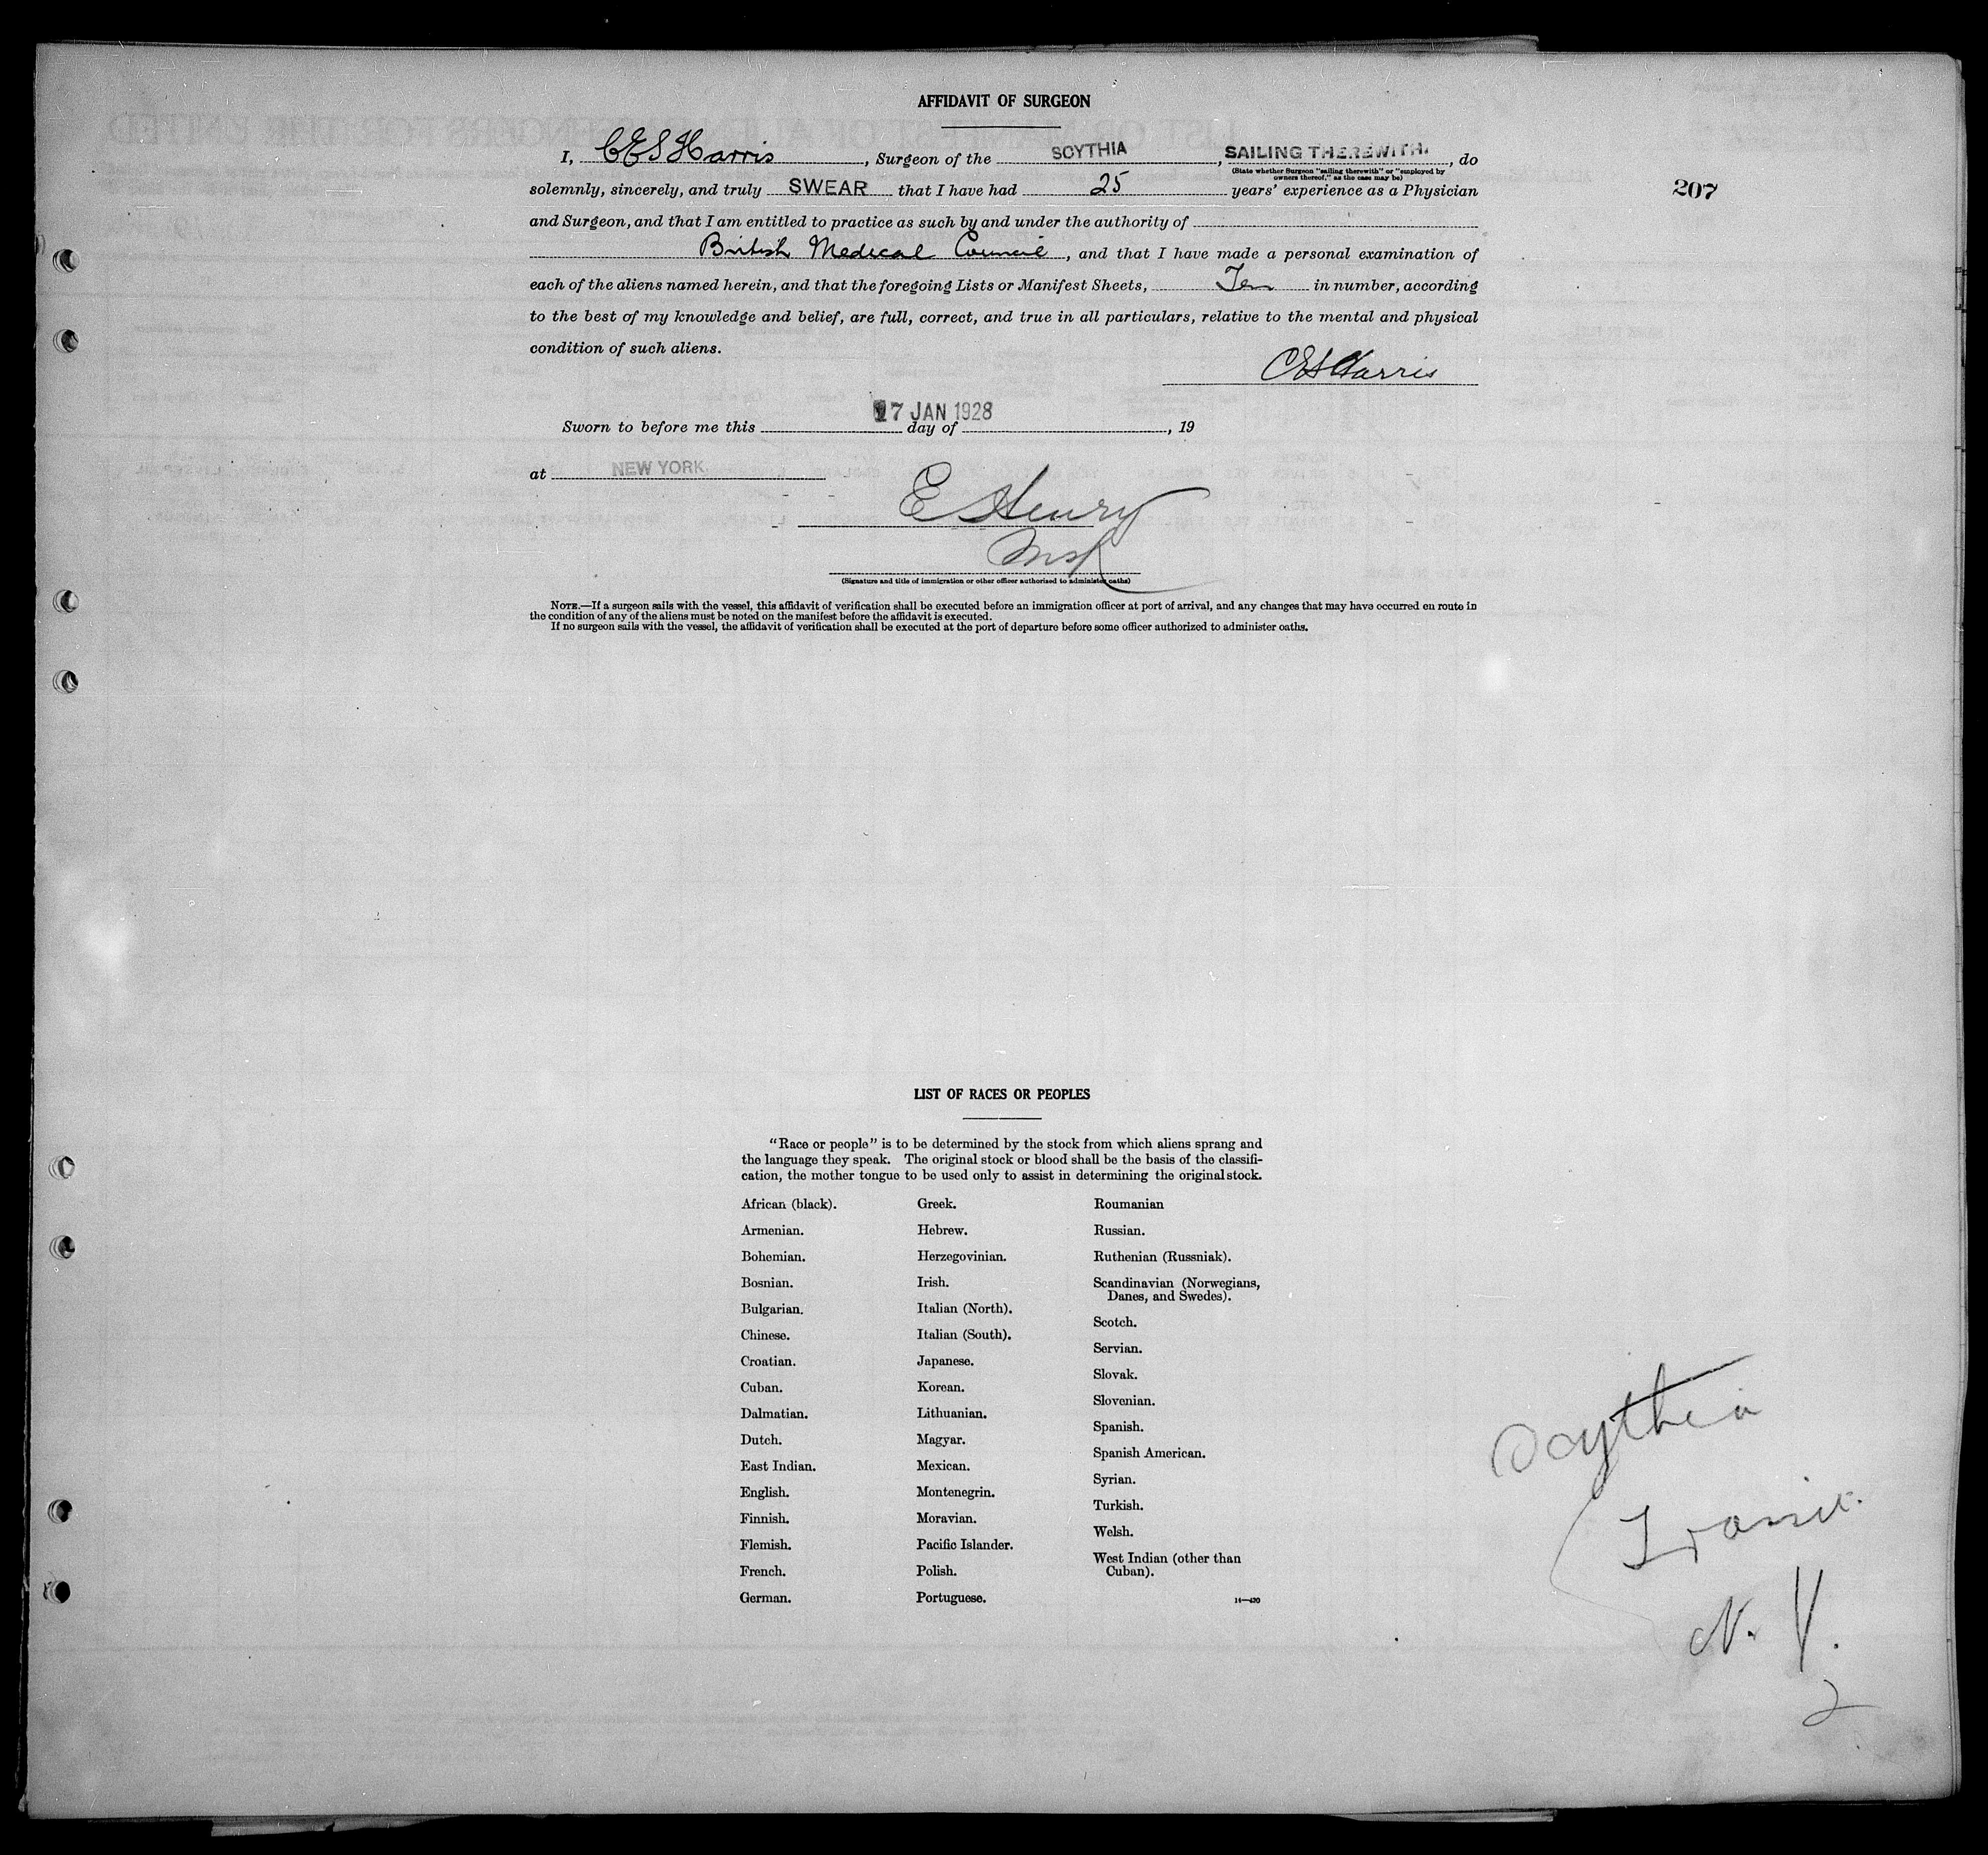 AFFIDAVIT OF SURGEON
I, CES Harris, Surgeon of the SCYTHIA, SAILING THEREWITH, do
(State whether Surgeon "sailing therewith" or "employed by
owners thereof," as the case may be)
207
solemnly, sincerely, and truly SWEAR that I have had 25 years' experience as a Physician
and Surgeon, and that I am entitled to practice as such by and under the authority of
British Medical Council, and that I have made a personal examination of
each of the aliens named herein, and that the foregoing Lists or Manifest Sheets, Ten in number, according
to the best of my knowledge and belief, are full, correct, and true in all particulars, relative to the mental and physical
condition of such aliens.
CES Harris
17 JAN 1928
Sworn to before me this day of , 19
at NEW YORK
E Henry
(Signature and title of immigration or other officer authorized to administer oaths)
NOTE.—If a surgeon sails with the vessel, this affidavit of verification shall be executed before an immigration officer at port of arrival, and any changes that may have occurred en route in
the condition of any of the aliens must be noted on the manifest before the affidavit is executed.
If no surgeon sails with the vessel, the affidavit of verification shall be executed at the port of departure before some officer authorized to administer oaths.
LIST OF RACES OR PEOPLES
"Race or people" is to be determined by the stock from which aliens sprang and
the language they speak. The original stock or blood shall be the basis of the classifi-
cation, the mother tongue to be used only to assist in determining the original stock.
African (black).
Armenian.
Bohemian.
Bosnian.
Bulgarian.
Chinese.
Croatian.
Cuban.
Dalmatian.
Dutch.
East Indian.
English.
Finnish.
Flemish.
French.
German.
Greek.
Hebrew.
Herzegovinian.
Irish.
Italian (North).
Italian (South).
Japanese.
Korean.
Lithuanian.
Magyar.
Mexican.
Montenegrin.
Moravian.
Pacific Islander.
Polish.
Portuguese.
Roumanian
Russian.
Ruthenian (Russniak).
Scandinavian (Norwegians,
Danes, and Swedes).
Scotch.
Servian.
Slovak.
Slovenian.
Spanish.
Spanish American.
Syrian.
Turkish.
Welsh.
West Indian (other than
Cuban).
14—420
Scythia
Transit
N. Y.
2